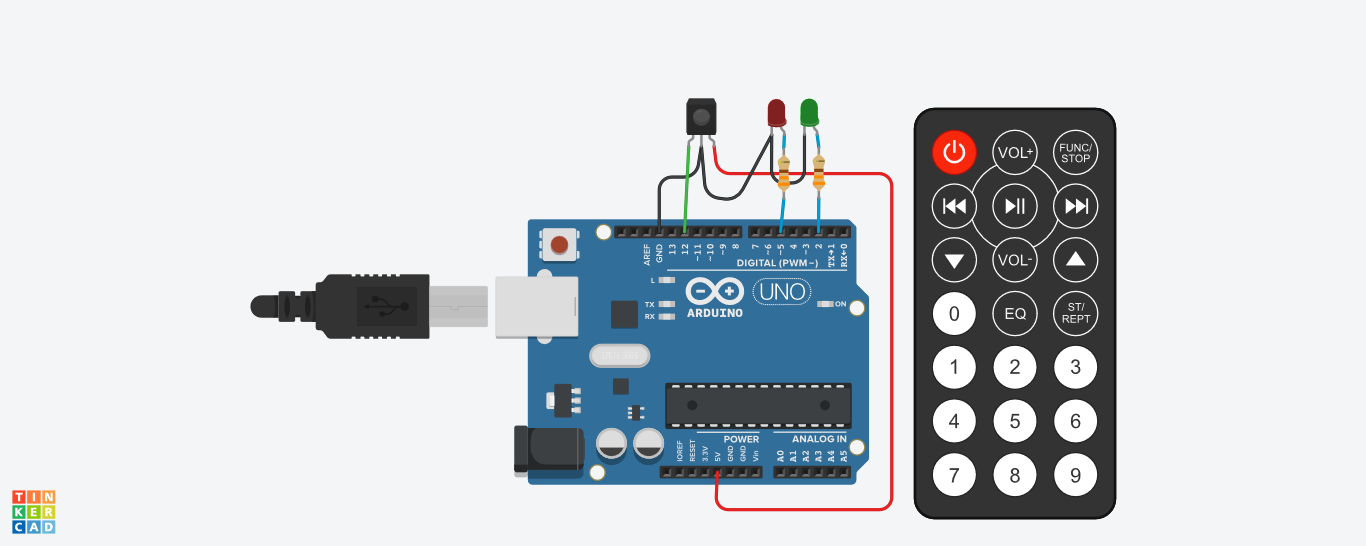 AREF
GND
13
12
~11
~10
~9
8
7
~6
~5
4
~3
2
TX→1
RX←0
DIGITAL (PWM~)
L
TX
RX
ARDUINO
UNO
ON
POWER
ANALOG IN
IOREF
RESET
3.3V
5V
GND
GND
Vin
A0
A1
A2
A3
A4
A5
VOL+
FUNC/
STOP
VOL-
0
EQ
ST/
REPT
1 2 3
4 5 6
7 8 9
TIN
KER
CAD